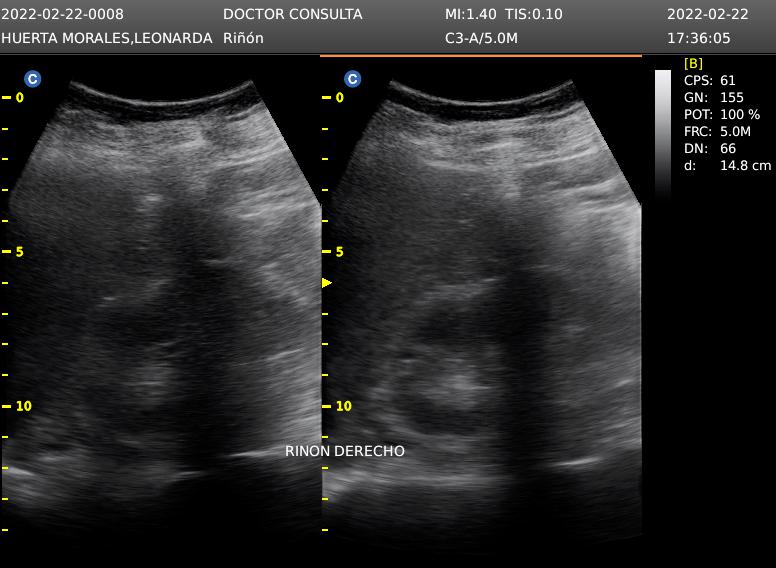 2022-02-22-0008 DOCTOR CONSULTA MI:1.40 TIS:0.10 2022-02-22
HUERTA MORALES,LEONARDA Riñón C3-A/5.0M 17:36:05
C C
[B]
CPS: 61
GN: 155
POT: 100 %
FRC: 5.0M
DN: 66
d: 14.8 cm
0 0
5 5
10 10
RINON DERECHO